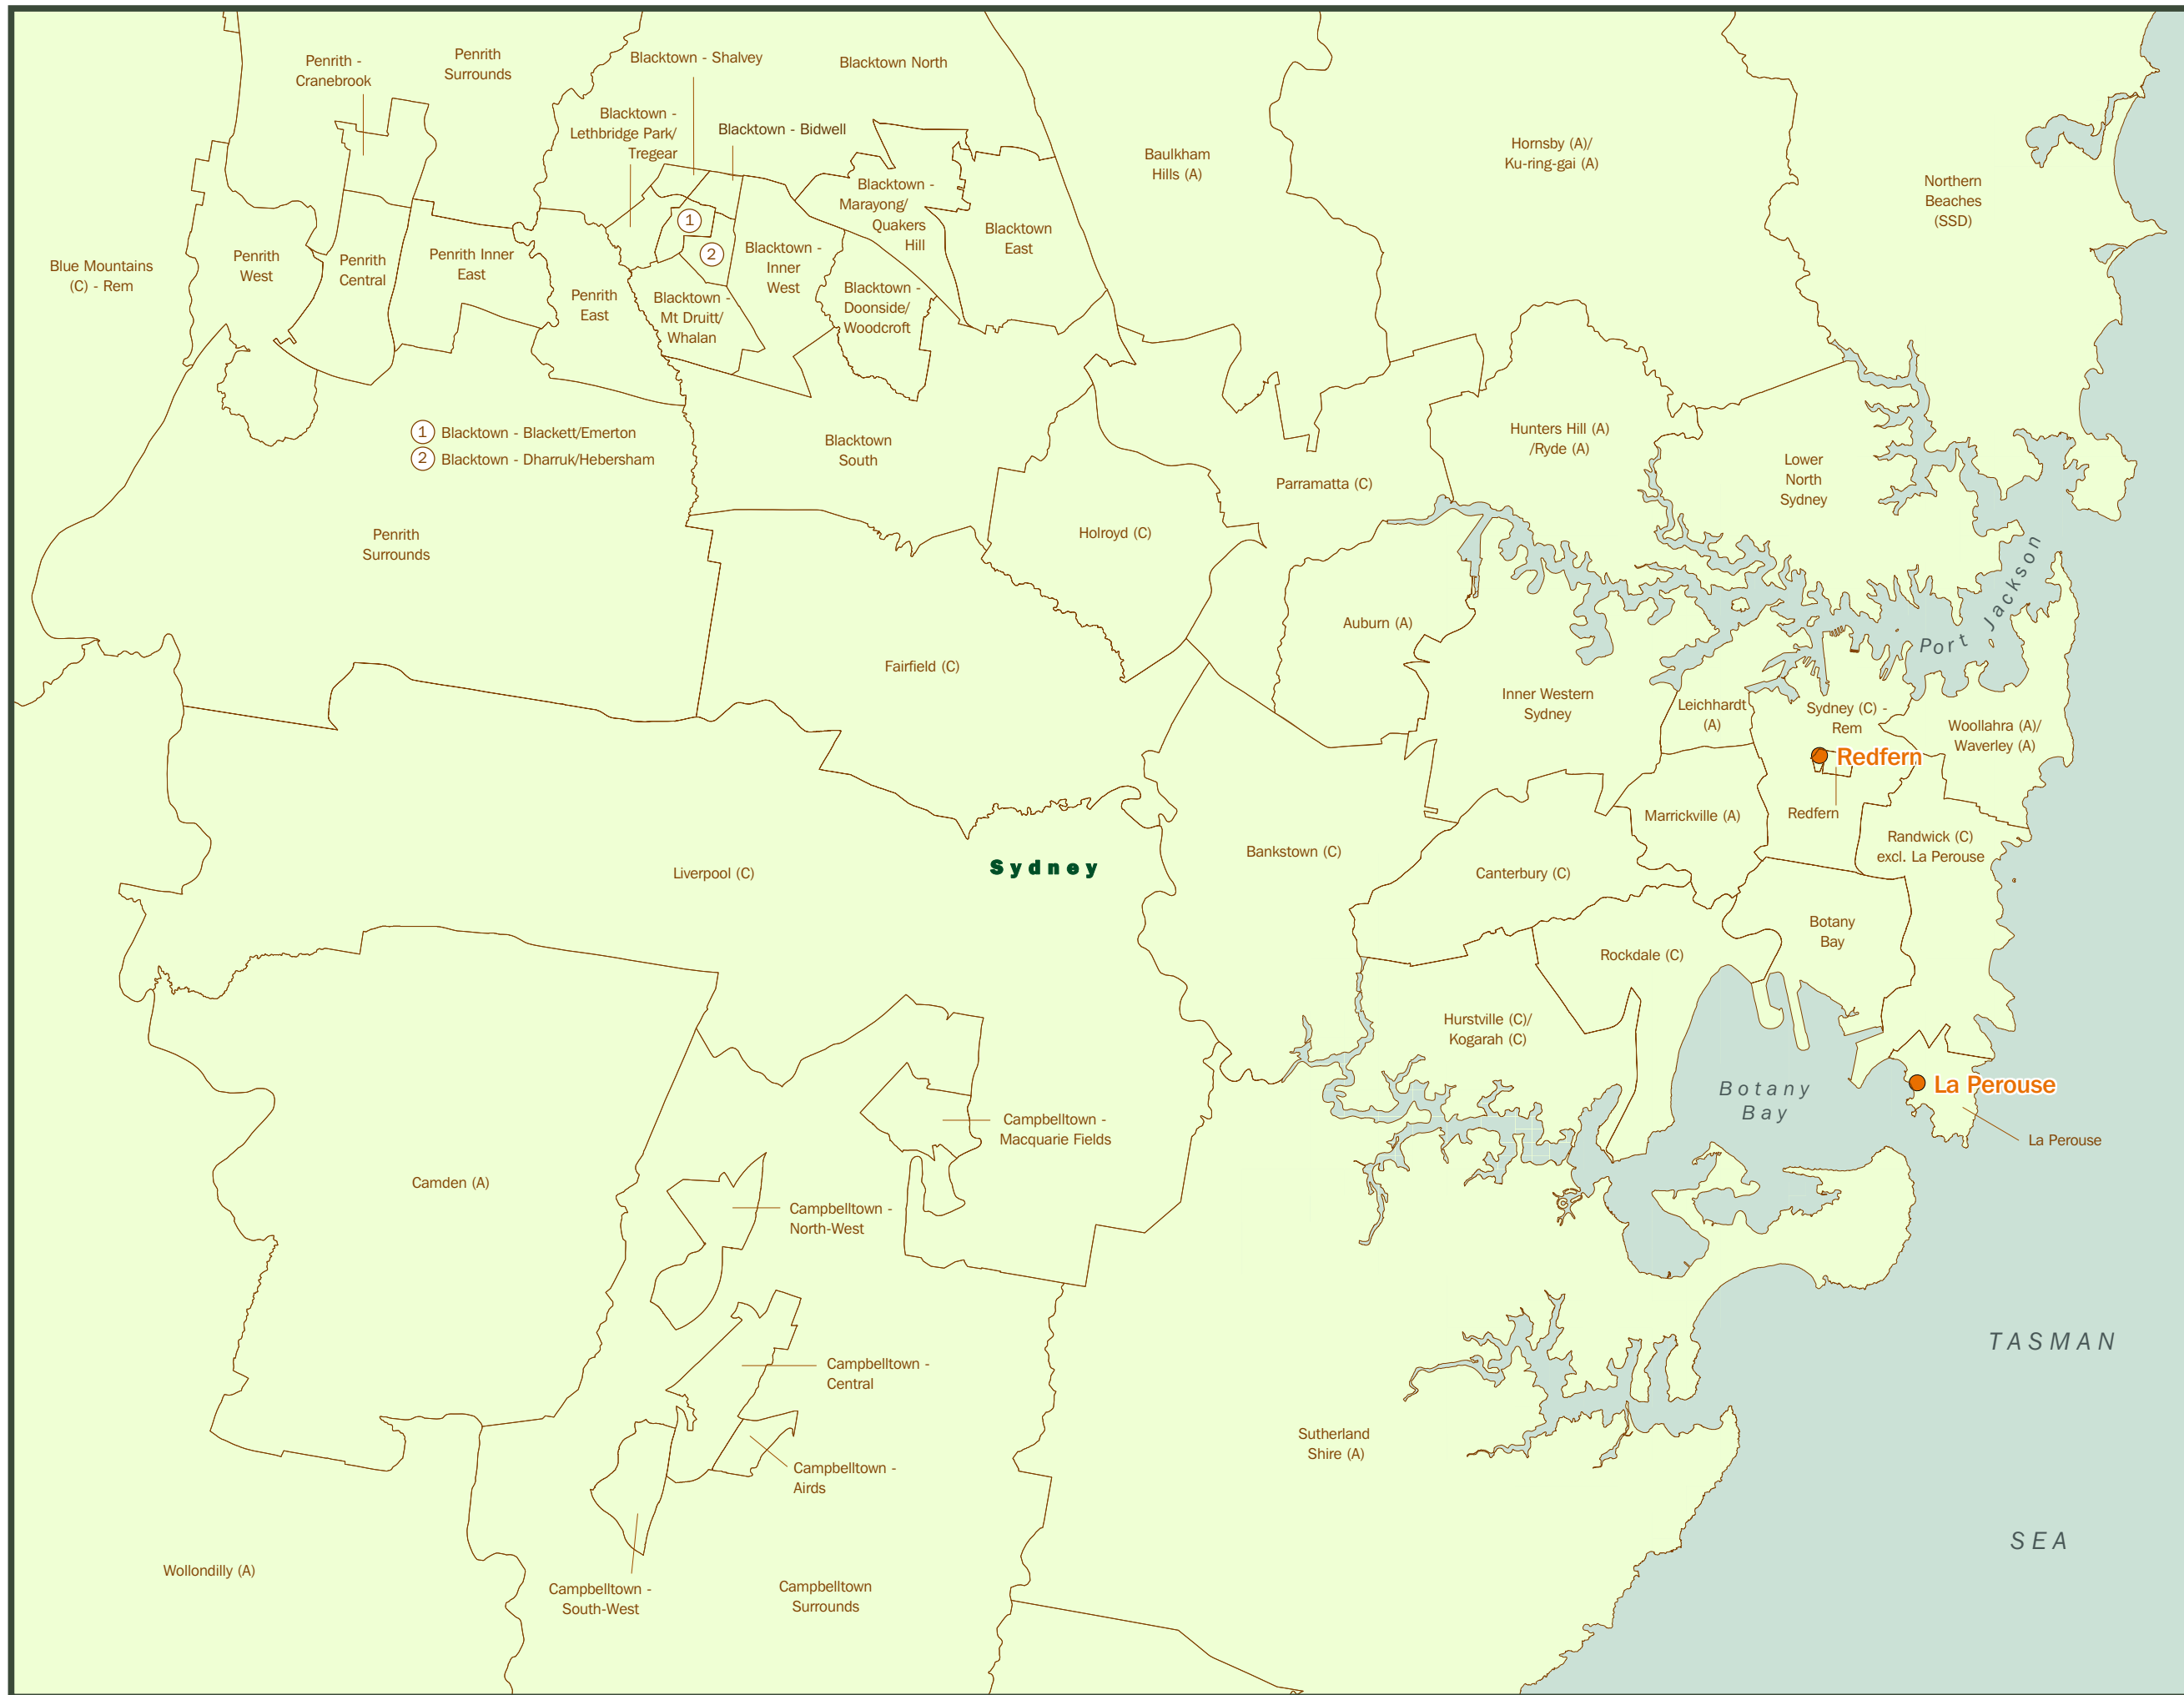 Penrith -
Cranebrook
Penrith
Surrounds
Blacktown - Shalvey
Blacktown North
Blacktown -
Lethbridge Park/
Tregear
Blacktown - Bidwell
Baulkham
Hills (A)
Hornsby (A)/
Ku-ring-gai (A)
Northern
Beaches
(SSD)
Blue Mountains
(C) - Rem
Penrith
West
Penrith
Central
Penrith Inner
East
Penrith
East
1
2
Blacktown -
Mt Druitt/
Whalan
Blacktown -
Inner
West
Blacktown -
Marayong/
Quakers
Hill
Blacktown -
Doonside/
Woodcroft
Blacktown
East
1 Blacktown - Blackett/Emerton
2 Blacktown - Dharruk/Hebersham
Blacktown
South
Parramatta (C)
Hunters Hill (A)
/Ryde (A)
Lower
North
Sydney
Penrith
Surrounds
Holroyd (C)
Port Jackson
Fairfield (C)
Auburn (A)
Inner Western
Sydney
Leichhardt
(A)
Sydney (C) -
Rem
Woollahra (A)/
Waverley (A)
Redfern
Redfern
Marrickville (A)
Randwick (C)
excl. La Perouse
Liverpool (C)
Sydney
Bankstown (C)
Canterbury (C)
Botany
Bay
Rockdale (C)
Hurstville (C)/
Kogarah (C)
Botany
Bay
La Perouse
La Perouse
Campbelltown -
Macquarie Fields
Camden (A)
Campbelltown -
North-West
Campbelltown -
Central
Campbelltown -
Airds
Sutherland
Shire (A)
TASMAN
SEA
Wollondilly (A)
Campbelltown -
South-West
Campbelltown
Surrounds